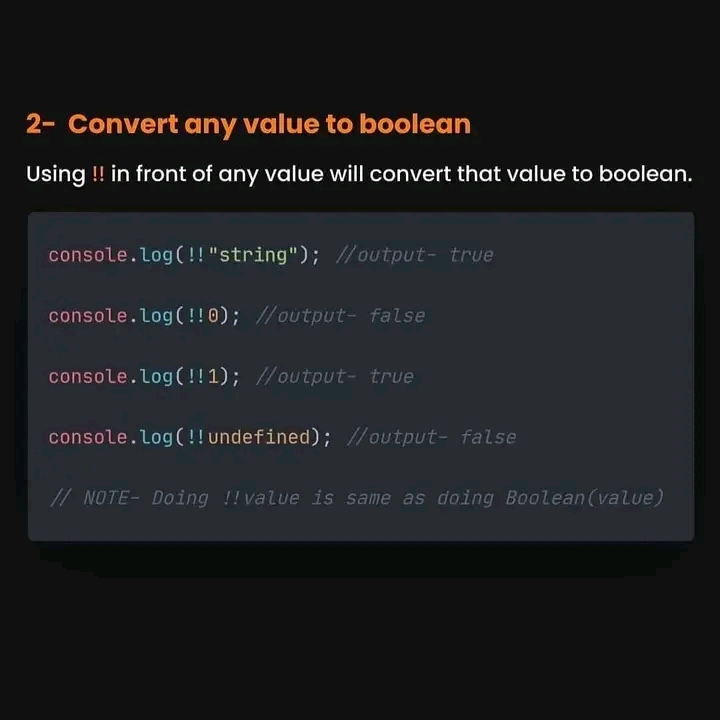 2- Convert any value to boolean
Using !! in front of any value will convert that value to boolean.
console.log(!!"string"); //output- true
console.log(!!0); //output- false
console.log(!!1); //output- true
console.log(!!undefined); //output- false
// NOTE- Doing !!value is same as doing Boolean(value)